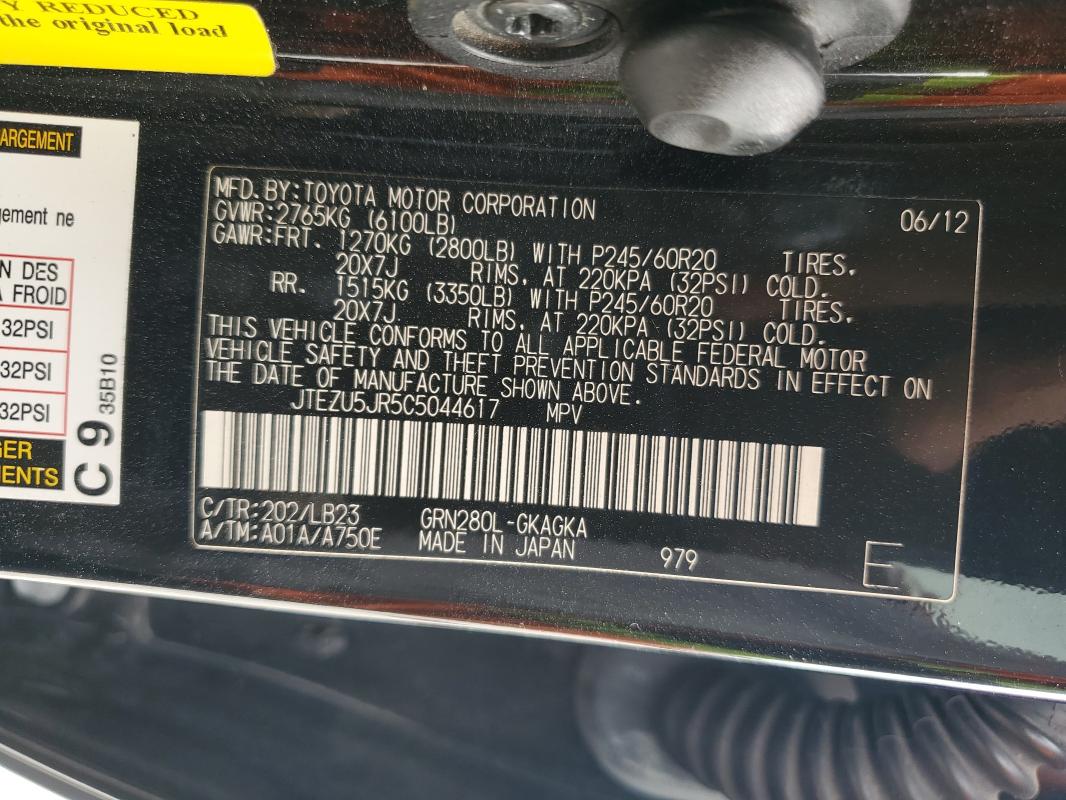 Y REDUCED
the original load
ARGEMENT
gement ne
N DES
A FROID
32PSI
32PSI
32PSI
GER
MENTS
C 9 35B10
MFD. BY:TOYOTA MOTOR CORPORATION 06/12
GVWR:2765KG (6100LB)
GAWR:FRT. 1270KG (2800LB) WITH P245/60R20 TIRES,
20X7J RIMS, AT 220KPA (32PSI) COLD.
RR. 1515KG (3350LB) WITH P245/60R20 TIRES,
20X7J RIMS, AT 220KPA (32PSI) COLD.
THIS VEHICLE CONFORMS TO ALL APPLICABLE FEDERAL MOTOR
VEHICLE SAFETY AND THEFT PREVENTION STANDARDS IN EFFECT ON
THE DATE OF MANUFACTURE SHOWN ABOVE.
JTEZU5JR5C5044617 MPV
C/TR:202/LB23 GRN280L-GKAGKA
A/TM:A01A/A750E MADE IN JAPAN 979 E